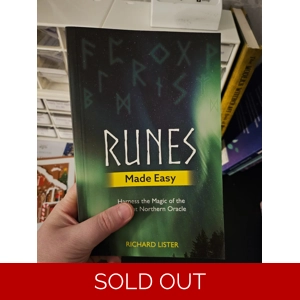 RUNES
Made Easy
Harness the Magic of the
Northern Oracle
RICHARD LISTER
SOLD OUT